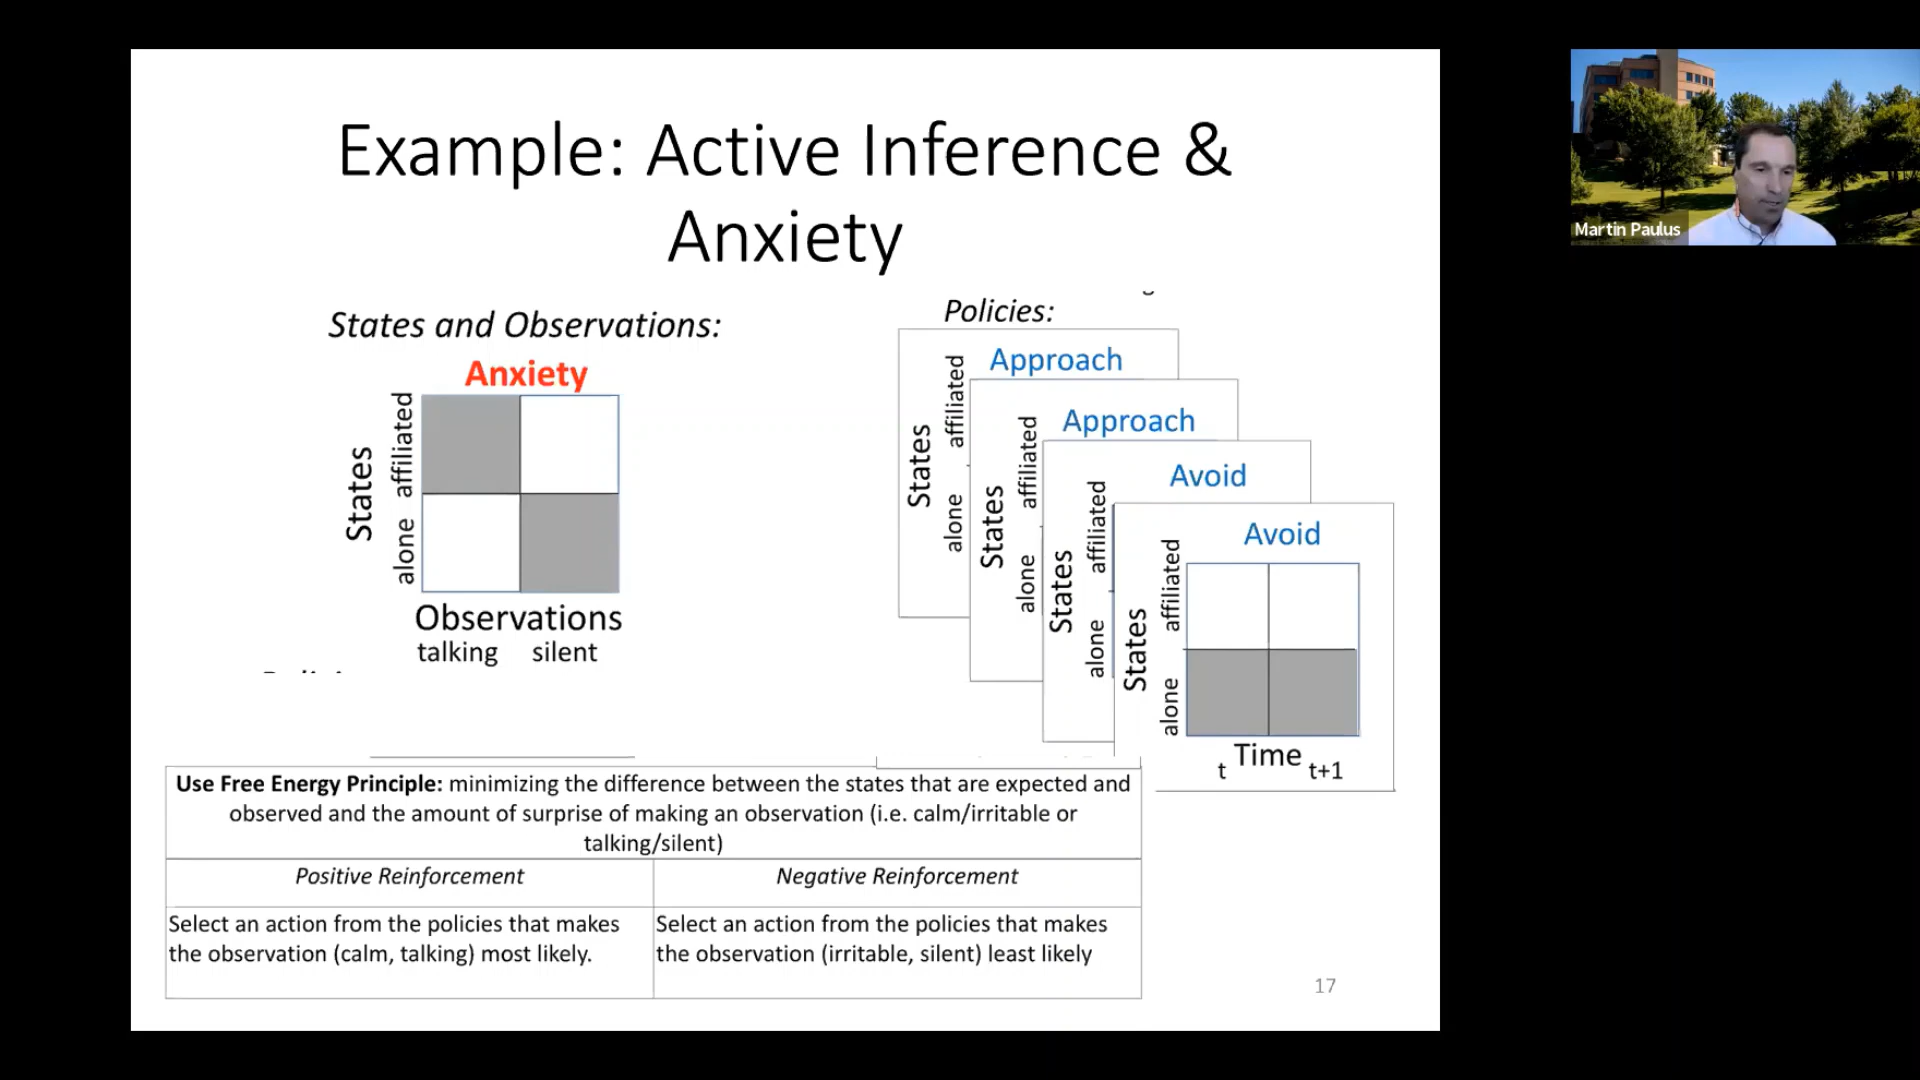 Example: Active Inference &
Anxiety
States and Observations:
Anxiety
States
affiliated
alone
Observations
talking silent
Policies:
Approach
States
affiliated
alone
Approach
States
affiliated
alone
Avoid
States
affiliated
alone
Avoid
States
affiliated
alone
Time
t t+1
Use Free Energy Principle: minimizing the difference between the states that are expected and
observed and the amount of surprise of making an observation (i.e. calm/irritable or
talking/silent)
Positive Reinforcement
Negative Reinforcement
Select an action from the policies that makes
the observation (calm, talking) most likely.
Select an action from the policies that makes
the observation (irritable, silent) least likely
17
Martin Paulus